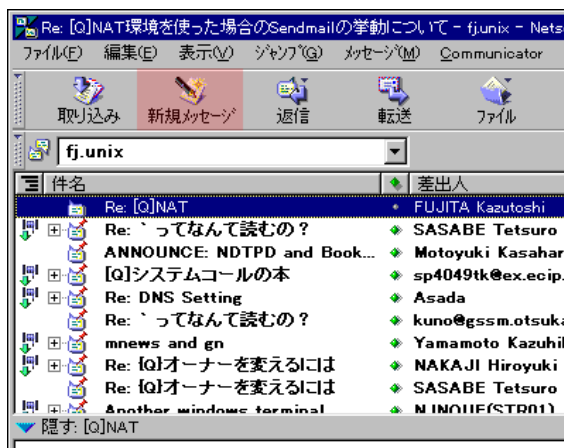 Re: [Q]NAT環境を使った場合のSendmailの挙動について - fj.unix - Nets
ファイル(F) 編集(E) 表示(V) ジャンプ(G) メッセージ(M) Communicator
取り込み 新規メッセージ 返信 転送 ファイル
fj.unix
件名 差出人
Re: [Q]NAT FUJITA Kazutoshi
Re: ` ってなんて読むの？ SASABE Tetsuro
ANNOUNCE: NDTPD and Book... Motoyuki Kasahar
[Q]システムコールの本 sp4049tk@ex.ecip.
Re: DNS Setting Asada
Re: ` ってなんて読むの？ kuno@gssm.otsuka
mnews and gn Yamamoto Kazuhil
Re: [Q]オーナーを変えるには NAKAJI Hiroyuki
Re: [Q]オーナーを変えるには SASABE Tetsuro
Another windows terminal N.INOUE(STR01)
隠す: [Q]NAT